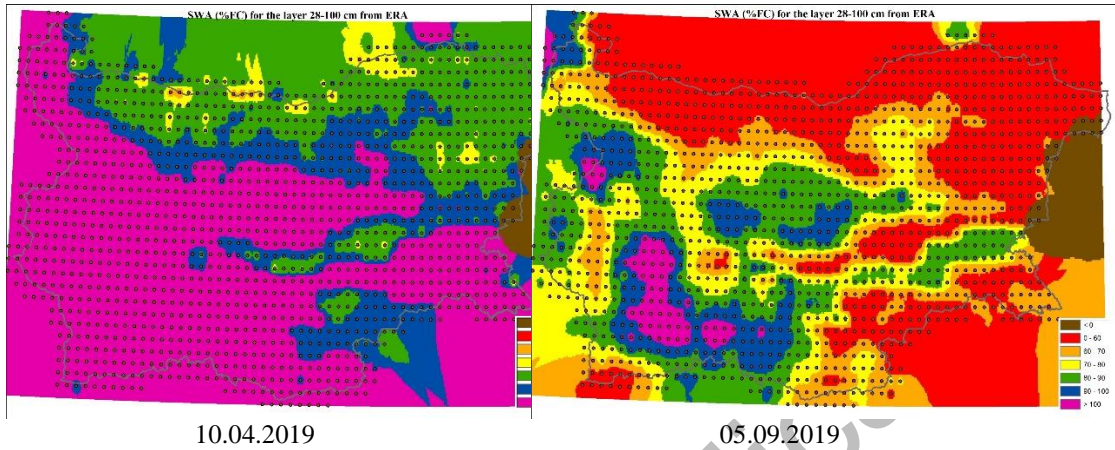 SWA (%FC) for the layer 28-100 cm from ERA
SWA (%FC) for the layer 28-100 cm from ERA
< 0
0 - 60
60 - 70
70 - 80
80 - 90
90 - 100
> 100
10.04.2019
05.09.2019